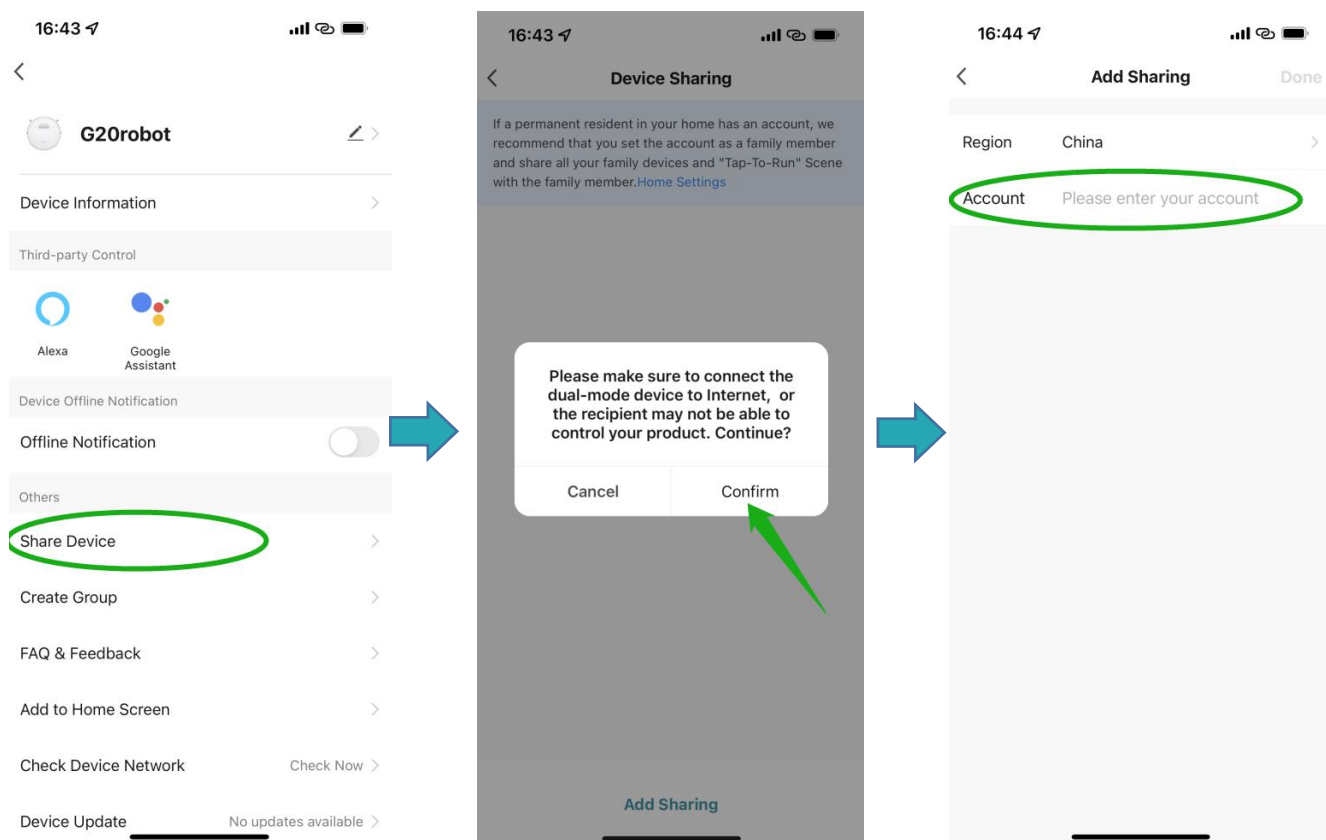 16:43
G20robot
Device Information
Third-party Control
Alexa
Google
Assistant
Device Offline Notification
Offline Notification
Others
Share Device
Create Group
FAQ & Feedback
Add to Home Screen
Check Device Network Check Now
Device Update No updates available
16:43
Device Sharing
If a permanent resident in your home has an account, we
recommend that you set the account as a family member
and share all your family devices and "Tap-To-Run" Scene
with the family member.Home Settings
Please make sure to connect the
dual-mode device to Internet, or
the recipient may not be able to
control your product. Continue?
Cancel Confirm
Add Sharing
16:44
Add Sharing Done
Region China
Account Please enter your account